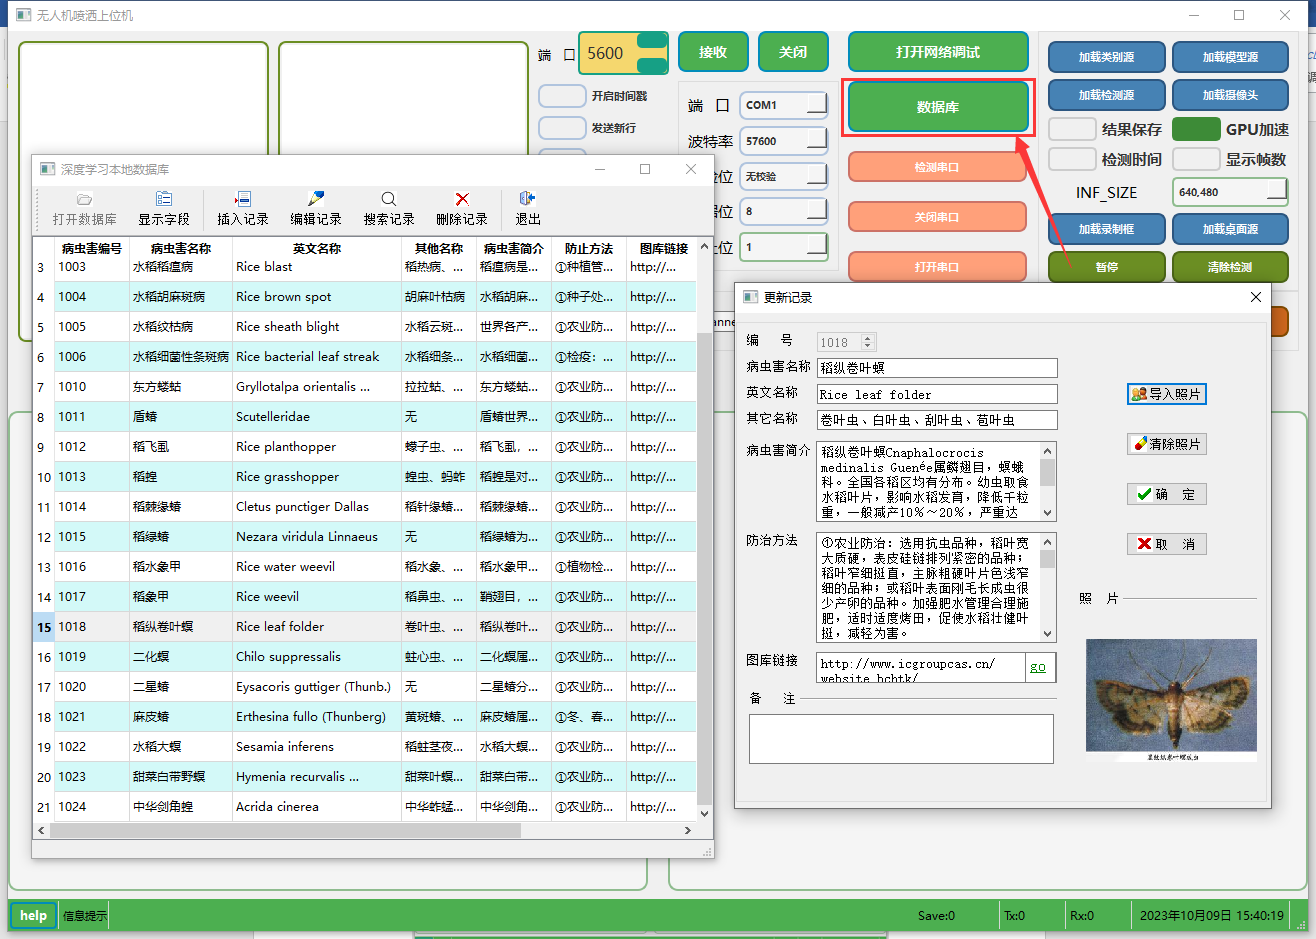 无人机喷洒上位机
端 口
5600
接收
关闭
打开网络调试
加载类别源
加载模型源
开启时间戳
端 口
COM1
数据库
加载检测源
加载摄像头
发送新行
结果保存
GPU加速
波特率
57600
检测串口
检测时间
显示帧数
位
无校验
INF_SIZE
640,480
位
8
关闭串口
加载录制框
加载桌面源
位
1
打开串口
暂停
清除检测
深度学习本地数据库
打开数据库
显示字段
插入记录
编辑记录
搜索记录
删除记录
退出
病虫害编号 病虫害名称 英文名称 其他名称 病虫害简介 防止方法 图库链接
3 1003 水稻稻瘟病 Rice blast 稻热病、... 稻瘟病是... ①种植管... http://...
4 1004 水稻胡麻斑病 Rice brown spot 胡麻叶枯病 水稻胡麻... ①种子处... http://...
5 1005 水稻纹枯病 Rice sheath blight 水稻云斑... 世界各产... ①农业防... http://...
6 1006 水稻细菌性条斑病 Rice bacterial leaf streak 水稻细条... 水稻细菌... ①检疫：... http://...
7 1010 东方蝼蛄 Gryllotalpa orientalis ... 拉拉蛄、... 东方蝼蛄... ①农业防... http://...
8 1011 盾蝽 Scutelleridae 无 盾蝽世界... ①农业防... http://...
9 1012 稻飞虱 Rice planthopper 蠓子虫、... 稻飞虱，... ①农业防... http://...
10 1013 稻蝗 Rice grasshopper 蝗虫、蚂蚱 稻蝗是对... ①农业防... http://...
11 1014 稻棘缘蝽 Cletus punctiger Dallas 稻针缘蝽... 稻棘缘蝽... ①农业防... http://...
12 1015 稻绿蝽 Nezara viridula Linnaeus 无 稻绿蝽为... ①农业防... http://...
13 1016 稻水象甲 Rice water weevil 稻水象、... 稻水象甲... ①植物检... http://...
14 1017 稻象甲 Rice weevil 稻鼻虫、... 鞘翅目，... ①农业防... http://...
15 1018 稻纵卷叶螟 Rice leaf folder 卷叶虫、... 稻纵卷叶... ①农业防... http://...
16 1019 二化螟 Chilo suppressalis 蛀心虫、... 二化螟属... ①农业防... http://...
17 1020 二星蝽 Eysacoris guttiger (Thunb.) 无 二星蝽分... ①农业防... http://...
18 1021 麻皮蝽 Erthesina fullo (Thunberg) 黄斑蝽、... 麻皮蝽属... ①冬、春... http://...
19 1022 水稻大螟 Sesamia inferens 稻蛀茎夜... 水稻大螟... ①农业防... http://...
20 1023 甜菜白带野螟 Hymenia recurvalis ... 甜菜叶螟... 甜菜白带... ①农业防... http://...
21 1024 中华剑角蝗 Acrida cinerea 中华蚱蜢... 中华剑角... ①农业防... http://...
更新记录
编 号 1018
病虫害名称 稻纵卷叶螟
英文名称 Rice leaf folder
其它名称 卷叶虫、白叶虫、刮叶虫、苞叶虫
病虫害简介
稻纵卷叶螟Cnaphalocrocis
medinalis Guenée属鳞翅目，螟蛾
科。全国各稻区均有分布。幼虫取食
水稻叶片，影响水稻发育，降低千粒
重，一般减产10％～20％，严重达
防治方法
①农业防治：选用抗虫品种，稻叶宽
大质硬，表皮硅链排列紧密的品种；
稻叶窄细挺直，主脉粗硬叶片色浅窄
细的品种；或稻叶表面刚毛长成虫很
少产卵的品种。加强肥水管理合理施
肥，适时适度烤田，促使水稻壮健叶
挺，减轻为害。
图库链接
http://www.icgroupcas.cn/
website_bchtk/
go
备 注
导入照片
清除照片
确 定
取 消
照 片
help
信息提示
Save:0
Tx:0
Rx:0
2023年10月09日 15:40:19